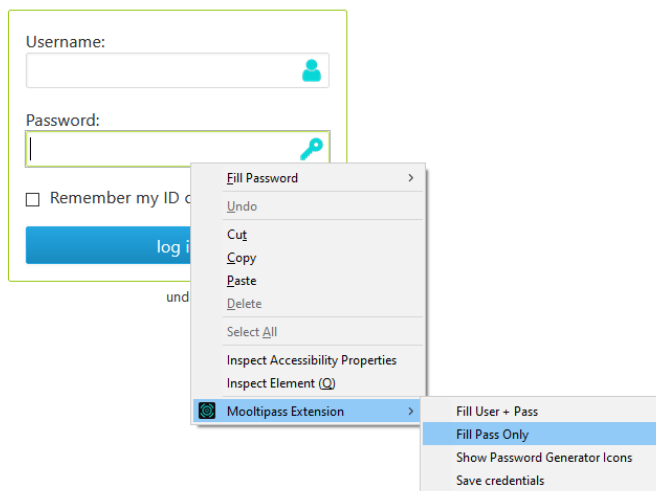 Username:
Password:
Remember my ID
log i
und
Fill Password
Undo
Cut
Copy
Paste
Delete
Select All
Inspect Accessibility Properties
Inspect Element (Q)
Mooltipass Extension
Fill User + Pass
Fill Pass Only
Show Password Generator Icons
Save credentials